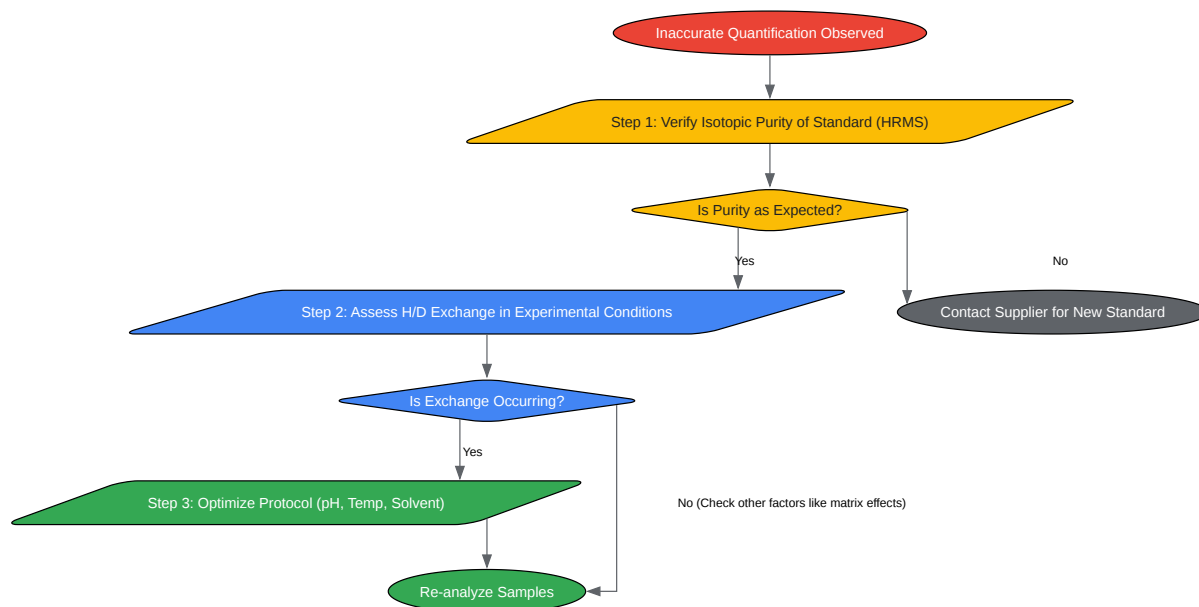 Inaccurate Quantification Observed
Step 1: Verify Isotopic Purity of Standard (HRMS)
Is Purity as Expected?
Yes
No
Step 2: Assess H/D Exchange in Experimental Conditions
Contact Supplier for New Standard
Is Exchange Occurring?
Yes
Step 3: Optimize Protocol (pH, Temp, Solvent)
No (Check other factors like matrix effects)
Re-analyze Samples